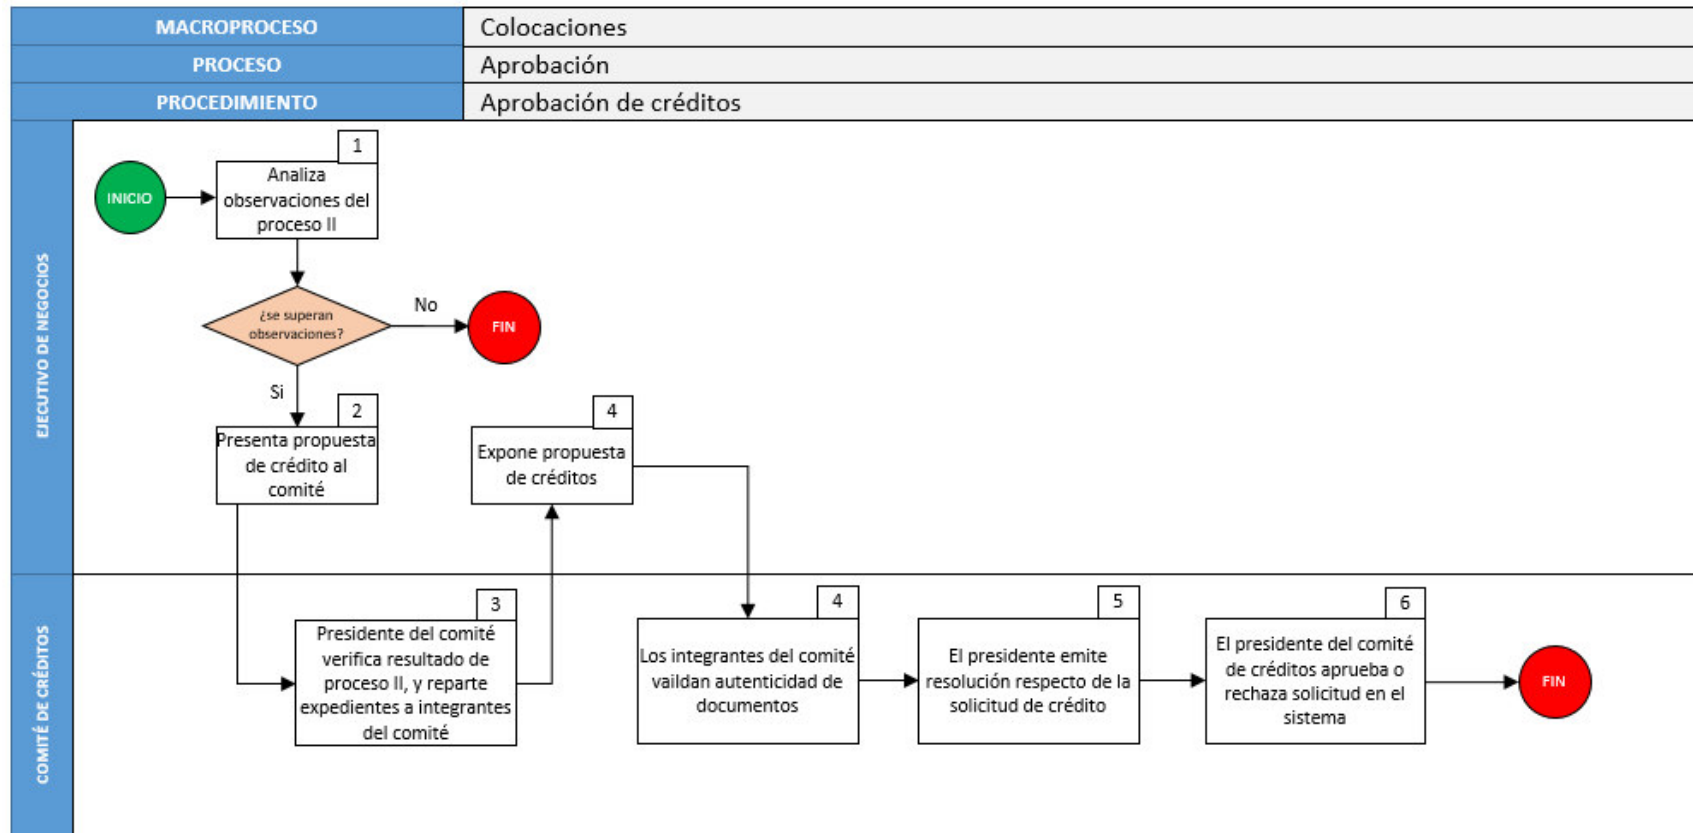 MACROPROCESO
Colocaciones
PROCESO
Aprobación
PROCEDIMIENTO
Aprobación de créditos
EJECUTIVO DE NEGOCIOS
INICIO
1
Analiza
observaciones del
proceso II
¿se superan
observaciones?
No
FIN
Si
2
Presenta propuesta
de crédito al
comité
4
Expone propuesta
de créditos
COMITÉ DE CRÉDITOS
3
Presidente del comité
verifica resultado de
proceso II, y reparte
expedientes a integrantes
del comité
4
Los integrantes del comité
vaildan autenticidad de
documentos
5
El presidente emite
resolución respecto de la
solicitud de crédito
6
El presidente del comité
de créditos aprueba o
rechaza solicitud en el
sistema
FIN